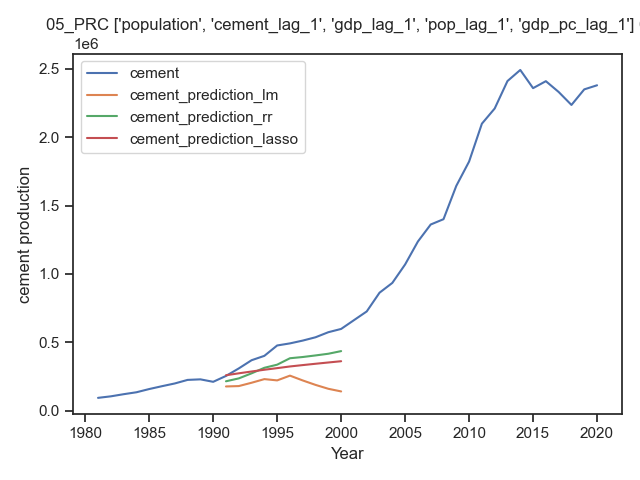 05_PRC ['population', 'cement_lag_1', 'gdp_lag_1', 'pop_lag_1', 'gdp_pc_lag_1']
1e6
cement
cement_prediction_lm
cement_prediction_rr
cement_prediction_lasso
cement production
2.5
2.0
1.5
1.0
0.5
0.0
1980 1985 1990 1995 2000 2005 2010 2015 2020
Year